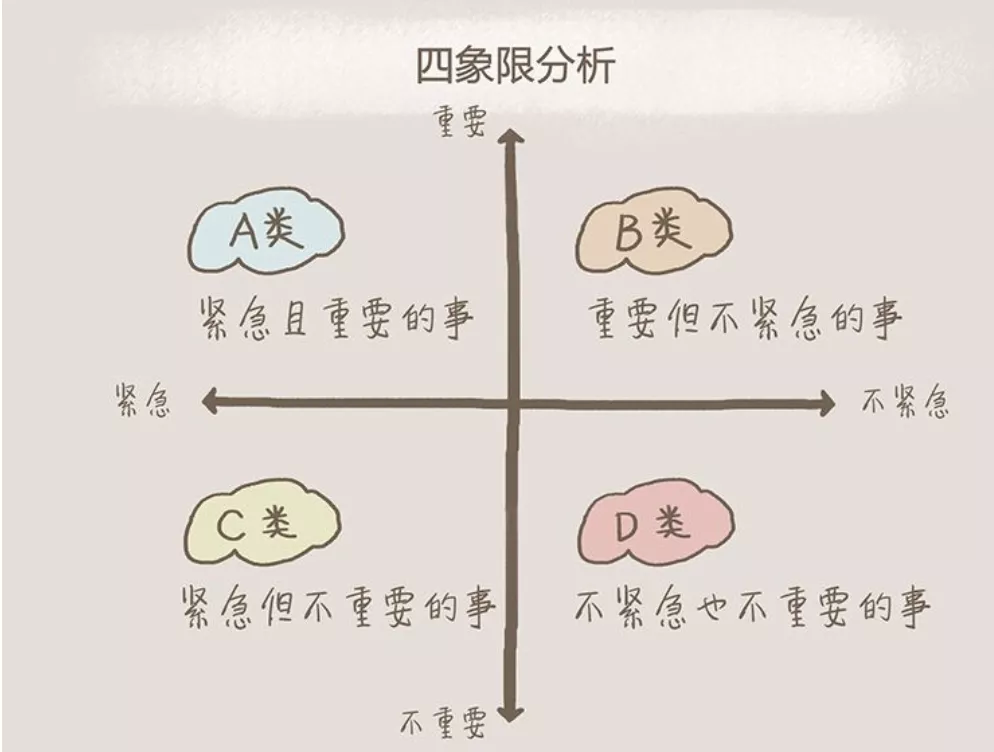 四象限分析
重要
A类
B类
紧急且重要的事
重要但不紧急的事
紧急
不紧急
C类
D类
紧急但不重要的事
不紧急也不重要的事
不重要